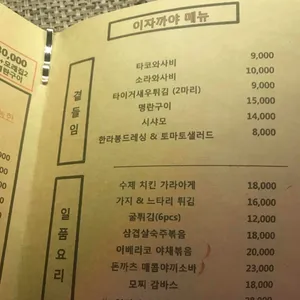 이자까야 메뉴
곁들임
타코와사비 9,000
소라와사비 10,000
타이거새우튀김 (2마리) 9,000
명란구이 15,000
시샤모 14,000
한라봉드레싱 & 토마토샐러드 8,000
일품요리
수제 치킨 가라아게 18,000
가지 & 느타리 튀김 16,000
굴튀김(6pcs) 12,000
삼겹살숙주볶음 18,000
이베라코 야채볶음 20,000
돈까츠 매콤야끼소바 23,000
모찌 감바스 18,000
18,000